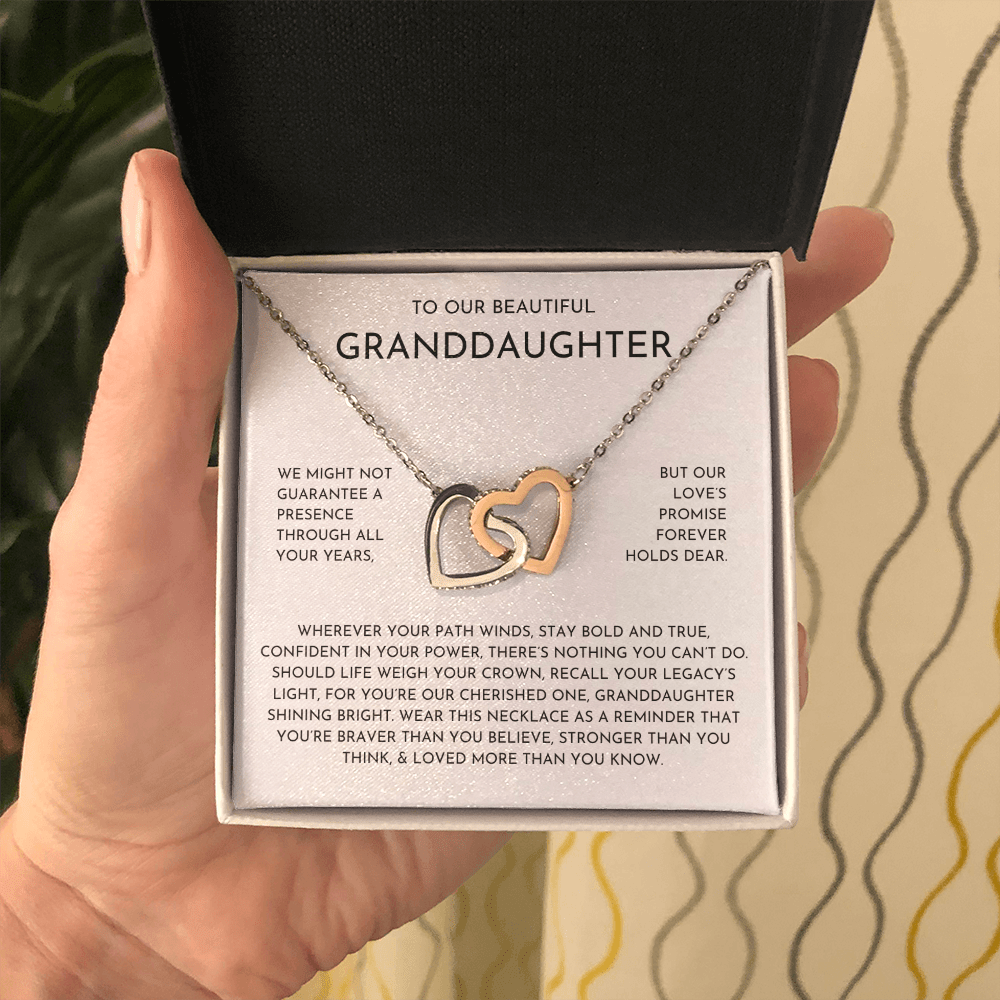 TO OUR BEAUTIFUL
GRANDDAUGHTER
WE MIGHT NOT
GUARANTEE A
PRESENCE
THROUGH ALL
YOUR YEARS,
BUT OUR
LOVE'S
PROMISE
FOREVER
HOLDS DEAR.
WHEREVER YOUR PATH WINDS, STAY BOLD AND TRUE,
CONFIDENT IN YOUR POWER, THERE'S NOTHING YOU CAN'T DO.
SHOULD LIFE WEIGH YOUR CROWN, RECALL YOUR LEGACY'S
LIGHT, FOR YOU'RE OUR CHERISHED ONE, GRANDDAUGHTER
SHINING BRIGHT. WEAR THIS NECKLACE AS A REMINDER THAT
YOU'RE BRAVER THAN YOU BELIEVE, STRONGER THAN YOU
THINK, & LOVED MORE THAN YOU KNOW.